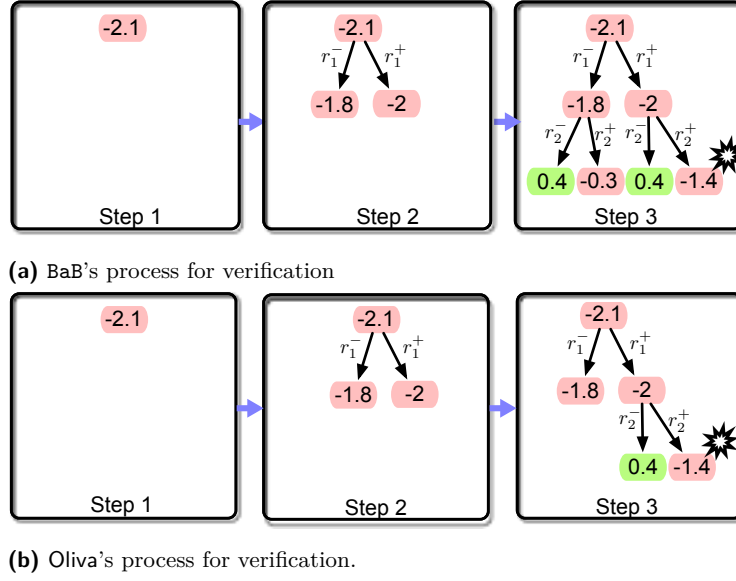 -2.1
-2.1
r₁⁻ r₁⁺
-1.8 -2
-2.1
r₁⁻ r₁⁺
-1.8 -2
r₂⁻ r₂⁺ r₂⁻ r₂⁺
0.4 -0.3 0.4 -1.4
Step 1 Step 2 Step 3
(a) BaB's process for verification
-2.1
-2.1
r₁⁻ r₁⁺
-1.8 -2
-2.1
r₁⁻ r₁⁺
-1.8 -2
r₂⁻ r₂⁺
0.4 -1.4
Step 1 Step 2 Step 3
(b) Oliva's process for verification.